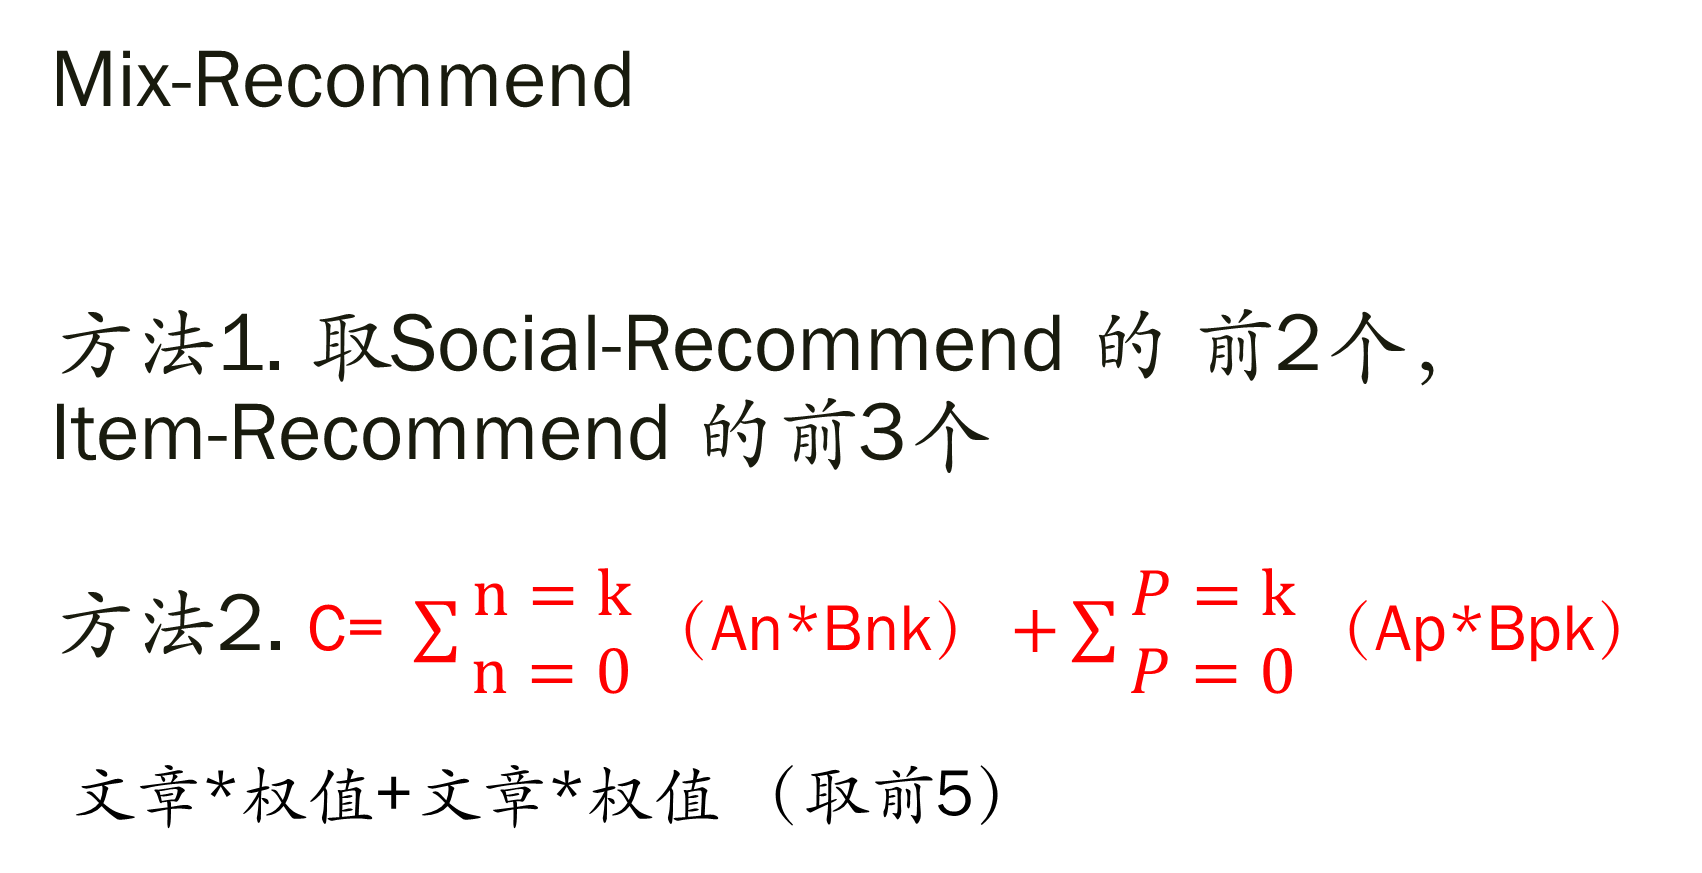 Mix-Recommend
方法1. 取Social-Recommend 的 前2个,
Item-Recommend 的前3个
方法2. C= ∑ n = k n = 0 （An*Bnk） +∑ P = k P = 0 （Ap*Bpk）
文章*权值+文章*权值 （取前5）